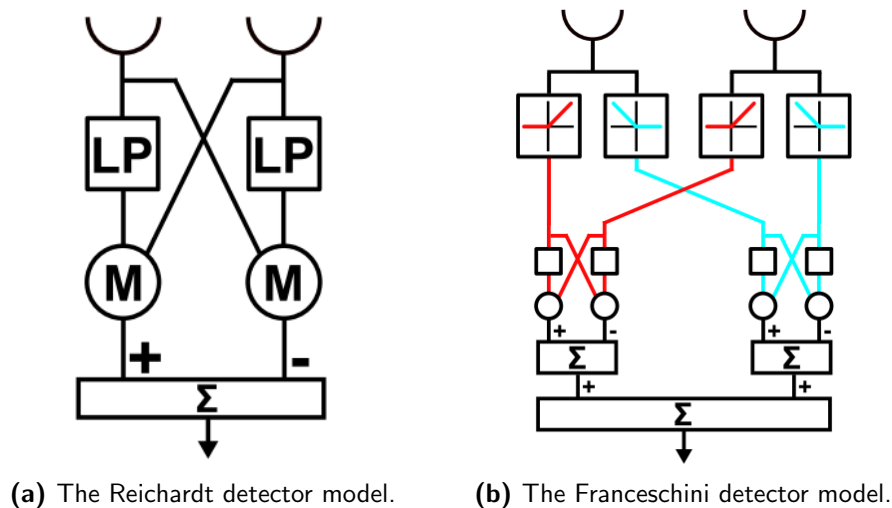 LP LP
M M
+ -
Σ
(a) The Reichardt detector model.
+ - + -
Σ Σ
+ +
Σ
(b) The Franceschini detector model.